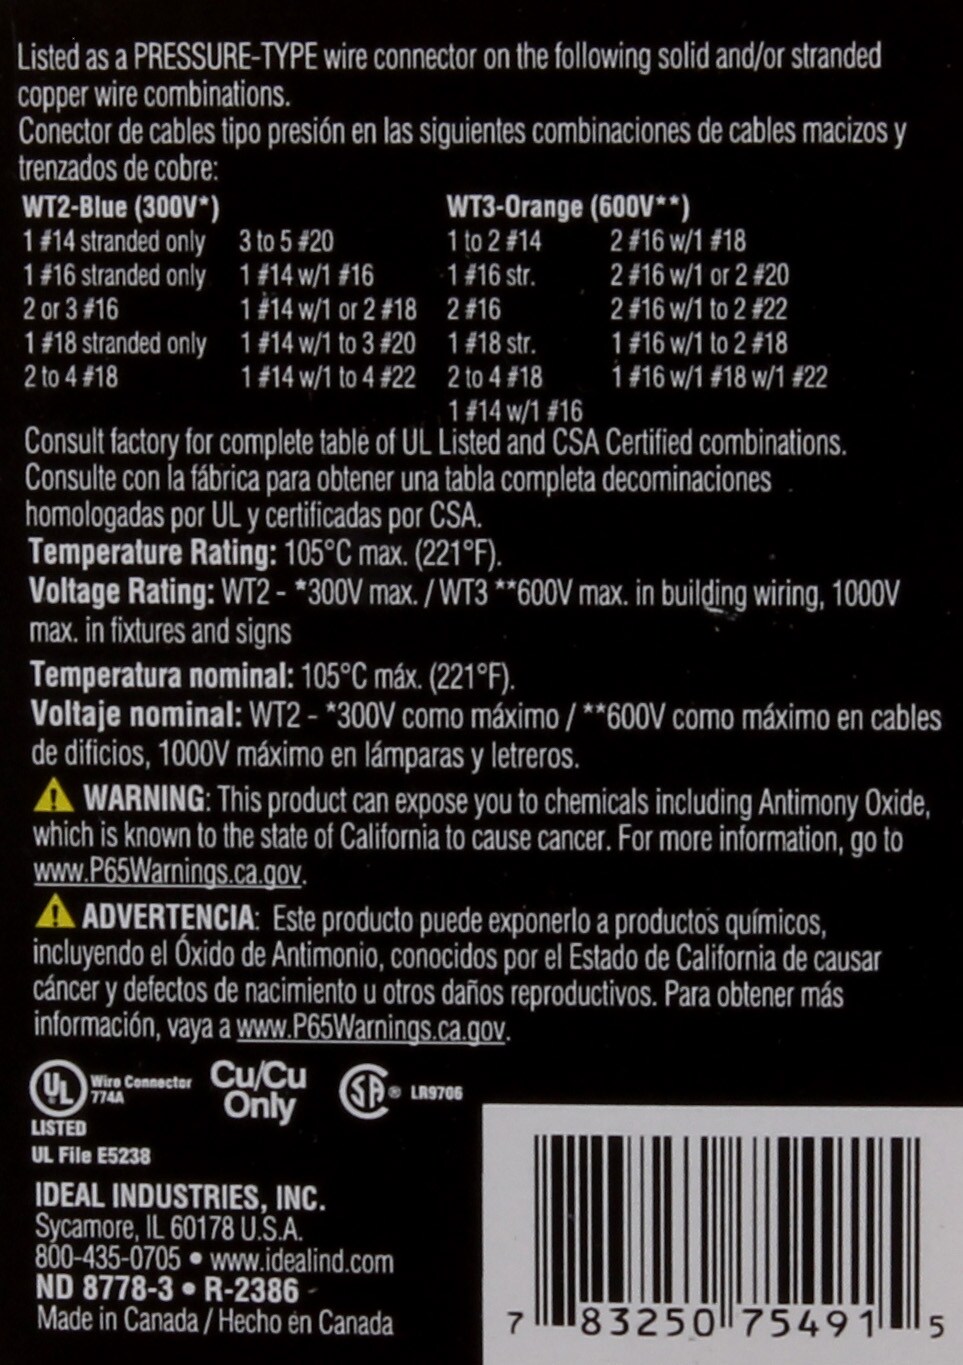 Listed as a PRESSURE-TYPE wire connector on the following solid and/or stranded
copper wire combinations.
Conector de cables tipo presión en las siguientes combinaciones de cables macizos y
trenzados de cobre:
WT2-Blue (300V*)
1 #14 stranded only 3 to 5 #20
1 #16 stranded only 1 #14 w/1 #16
2 or 3 #16 1 #14 w/1 or 2 #18
1 #18 stranded only 1 #14 w/1 to 3 #20
2 to 4 #18 1 #14 w/1 to 4 #22
WT3-Orange (600V**)
1 to 2 #14 2 #16 w/1 #18
1 #16 str. 2 #16 w/1 or 2 #20
2 #16 2 #16 w/1 to 2 #22
1 #18 str. 1 #16 w/1 to 2 #18
2 to 4 #18 1 #16 w/1 #18 w/1 #22
1 #14 w/1 #16
Consult factory for complete table of UL Listed and CSA Certified combinations.
Consulte con la fábrica para obtener una tabla completa decominaciones
homologadas por UL y certificadas por CSA.
Temperature Rating: 105°C max. (221°F).
Voltage Rating: WT2 - *300V max. / WT3 **600V max. in building wiring, 1000V
max. in fixtures and signs
Temperatura nominal: 105°C máx. (221°F).
Voltaje nominal: WT2 - *300V como máximo / **600V como máximo en cables
de dificios, 1000V máximo en lámparas y letreros.
WARNING: This product can expose you to chemicals including Antimony Oxide,
which is known to the state of California to cause cancer. For more information, go to
www.P65Warnings.ca.gov.
ADVERTENCIA: Este producto puede exponerlo a productos químicos,
incluyendo el Óxido de Antimonio, conocidos por el Estado de California de causar
cáncer y defectos de nacimiento u otros daños reproductivos. Para obtener más
información, vaya a www.P65Warnings.ca.gov.
UL Wire Connector
774A
LISTED
UL File E5238
Cu/Cu
Only
SA ® LR9706
IDEAL INDUSTRIES, INC.
Sycamore, IL 60178 U.S.A.
800-435-0705 • www.idealind.com
ND 8778-3 • R-2386
Made in Canada / Hecho en Canada
7 83250 75491 5